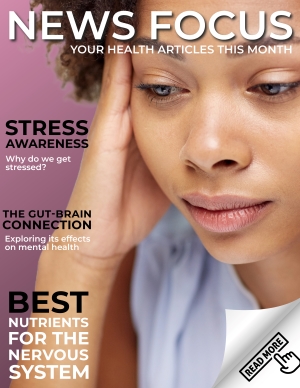 NEWS FOCUS
YOUR HEALTH ARTICLES THIS MONTH
STRESS
AWARENESS
Why do we get
stressed?
THE GUT-BRAIN
CONNECTION
Exploring its effects
on mental health
BEST
NUTRIENTS
FOR THE
NERVOUS
SYSTEM
READ MORE